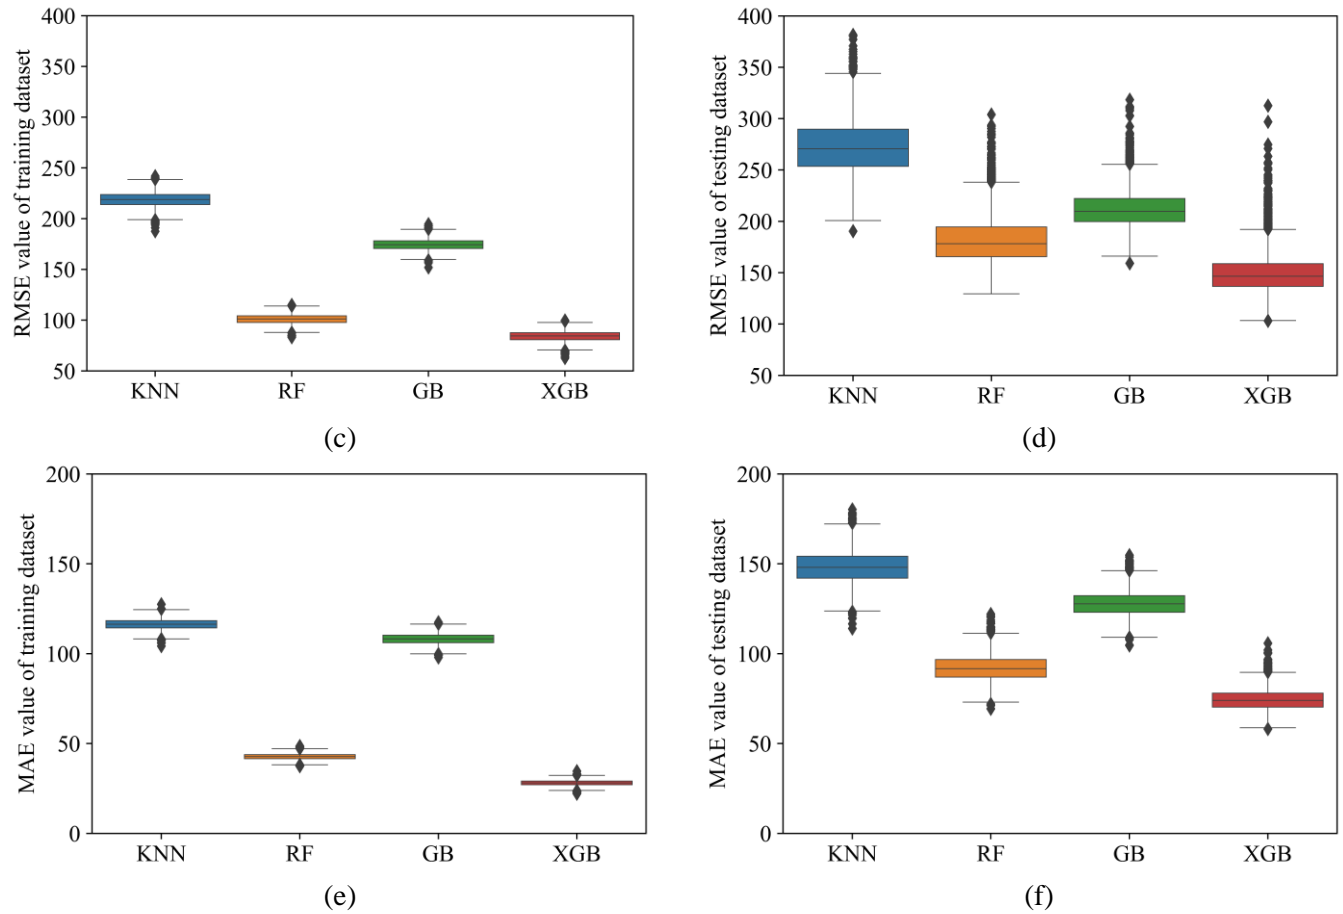 RMSE value of training dataset
400
350
300
250
200
150
100
50
KNN RF GB XGB
(c)
RMSE value of testing dataset
400
350
300
250
200
150
100
50
KNN RF GB XGB
(d)
MAE value of training dataset
200
150
100
50
0
KNN RF GB XGB
(e)
MAE value of testing dataset
200
150
100
50
0
KNN RF GB XGB
(f)